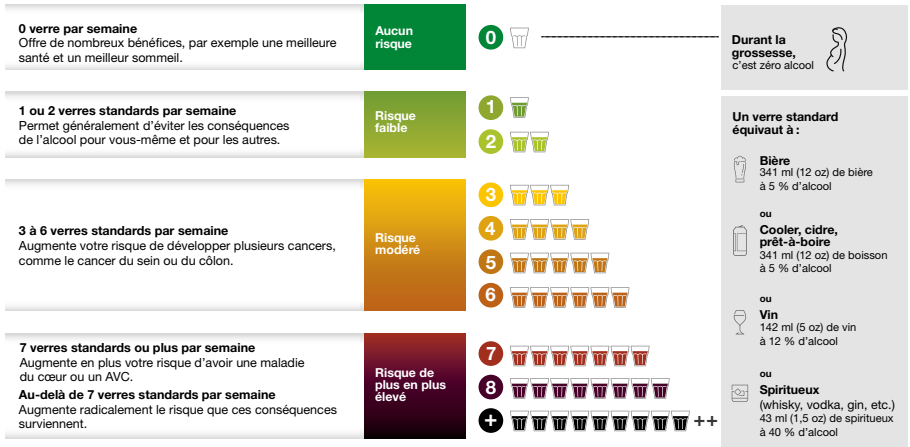 0 verre par semaine
Offre de nombreux bénéfices, par exemple une meilleure
santé et un meilleur sommeil.
Aucun
risque
0
Durant la
grossesse,
c'est zéro alcool
1 ou 2 verres standards par semaine
Permet généralement d'éviter les conséquences
de l'alcool pour vous-même et pour les autres.
Risque
faible
1
2
3 à 6 verres standards par semaine
Augmente votre risque de développer plusieurs cancers,
comme le cancer du sein ou du côlon.
Risque
modéré
3
4
5
6
7 verres standards ou plus par semaine
Augmente en plus votre risque d'avoir une maladie
du cœur ou un AVC.
Au-delà de 7 verres standards par semaine
Augmente radicalement le risque que ces conséquences
surviennent.
Risque de
plus en plus
élevé
7
8
+ ++
Un verre standard
équivaut à :
Bière
341 ml (12 oz) de bière
à 5 % d'alcool
ou
Cooler, cidre,
prêt-à-boire
341 ml (12 oz) de boisson
à 5 % d'alcool
ou
Vin
142 ml (5 oz) de vin
à 12 % d'alcool
ou
Spiritueux
(whisky, vodka, gin, etc.)
43 ml (1,5 oz) de spiritueux
à 40 % d'alcool